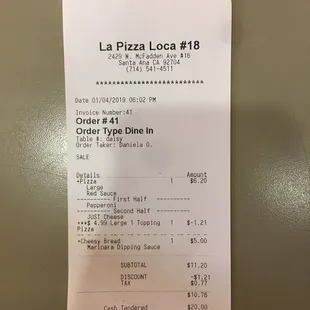 La Pizza Loca #18
2429 W. McFadden Ave #16
Santa Ana CA 92704
(714) 541-4511
**************************
Date 01/04/2019 06:02 PM
Invoice Number:41
Order # 41
Order Type Dine In
Table #: daisy
Order Taker: Daniela O.
SALE
Details Amount
+Pizza 1 $6.20
Large
Red Sauce
---------- First Half ----------
Pepperoni
---------- Second Half ----------
JUST Cheese
***$ 4.99 Large 1 Topping 1 $-1.21
Pizza
+Cheesy Bread 1 $5.00
Marinara Dipping Sauce
SUBTOTAL $11.20
DISCOUNT -$1.21
TAX $0.77
$10.76
Cash Tendered $20.00